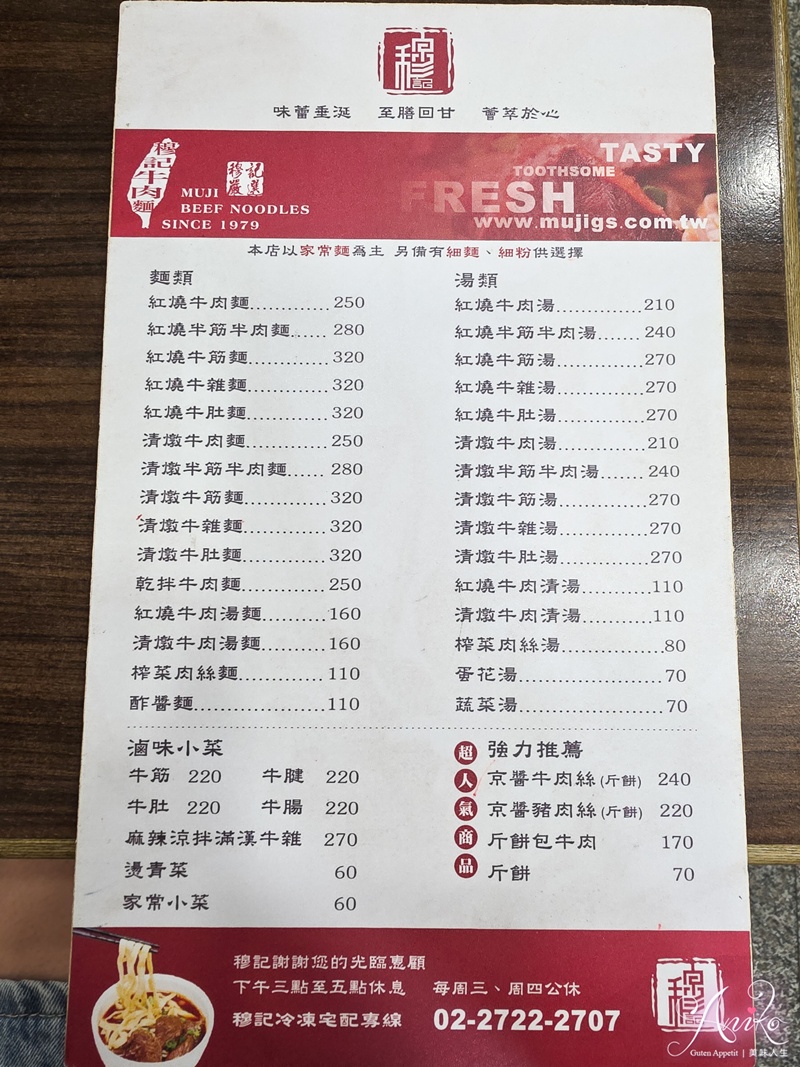 穆記
味蕾垂涎 至膳回甘 薈萃於心
穆記牛肉麵
穆記嚴選
MUJI
BEEF NOODLES
SINCE 1979
TASTY
TOOTHSOME
FRESH
www.mujigs.com.tw
本店以家常麵為主 另備有細麵、細粉供選擇
麵類
紅燒牛肉麵.............250
紅燒半筋半肉麵......280
紅燒牛筋麵.............320
紅燒牛雜麵.............320
紅燒牛肚麵.............320
清燉牛肉麵.............250
清燉半筋半肉麵......280
清燉牛筋麵.............320
清燉牛雜麵.............320
清燉牛肚麵.............320
乾拌牛肉麵.............250
紅燒牛肉湯麵..........160
清燉牛肉湯麵..........160
榨菜肉絲麵.............110
酢醬麵....................110
湯類
紅燒牛肉湯.............210
紅燒半筋半肉湯......240
紅燒牛筋湯.............270
紅燒牛雜湯.............270
紅燒牛肚湯.............270
清燉牛肉湯.............210
清燉半筋半肉湯......240
清燉牛筋湯.............270
清燉牛雜湯.............270
清燉牛肚湯.............270
紅燒牛肉清湯..........110
清燉牛肉清湯..........110
榨菜肉絲湯...............80
蛋花湯......................70
蔬菜湯......................70
滷味小菜
牛筋 220 牛腱 220
牛肚 220 牛腸 220
麻辣涼拌滿漢牛雜 270
燙青菜 60
家常小菜 60
超人氣商品
強力推薦
京醬牛肉絲(斤餅) 240
京醬豬肉絲(斤餅) 220
斤餅包牛肉 170
斤餅 70
穆記謝謝您的光臨惠顧
下午三點至五點休息 每周三、周四公休
穆記冷凍宅配專線 02-2722-2707
穆記
Aniko
Guten Appetit | 美味人生